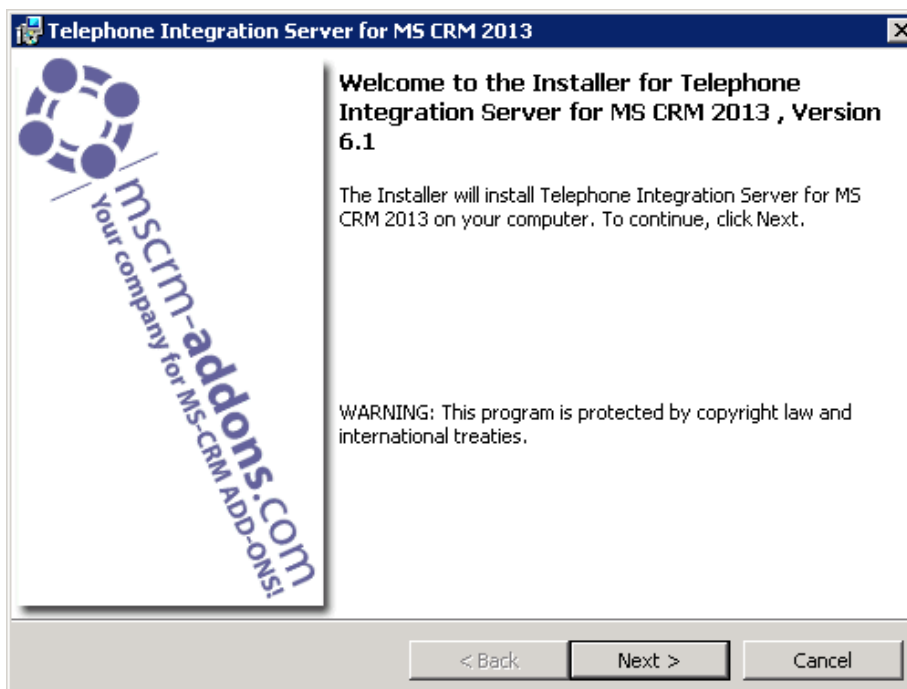 Telephone Integration Server for MS CRM 2013
mscrm-addons.com
Your company for MS-CRM ADD-ONS!
Welcome to the Installer for Telephone
Integration Server for MS CRM 2013 , Version
6.1
The Installer will install Telephone Integration Server for MS
CRM 2013 on your computer. To continue, click Next.
WARNING: This program is protected by copyright law and
international treaties.
< Back
Next >
Cancel